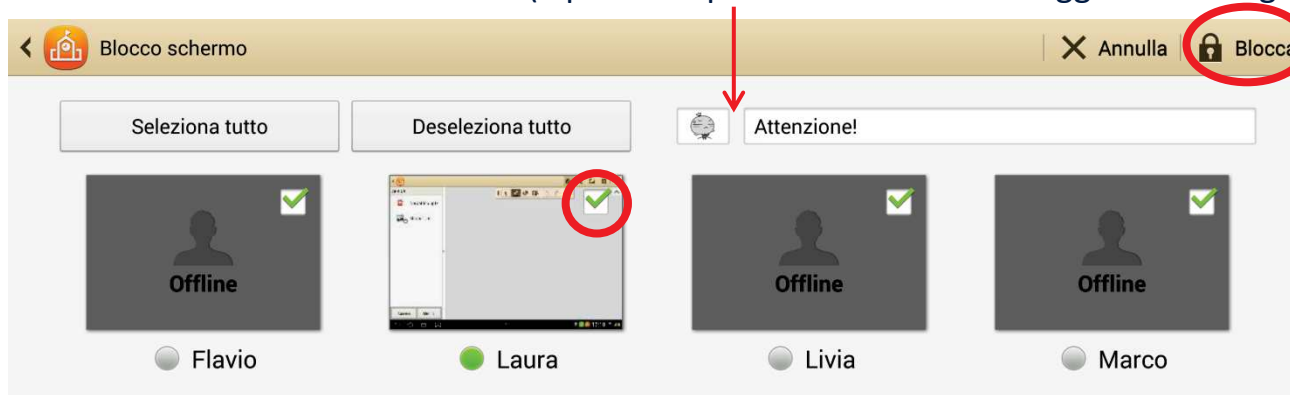 Blocco schermo
Annulla
Blocca
Seleziona tutto
Deseleziona tutto
Attenzione!
Offline
Offline
Offline
Flavio
Laura
Livia
Marco